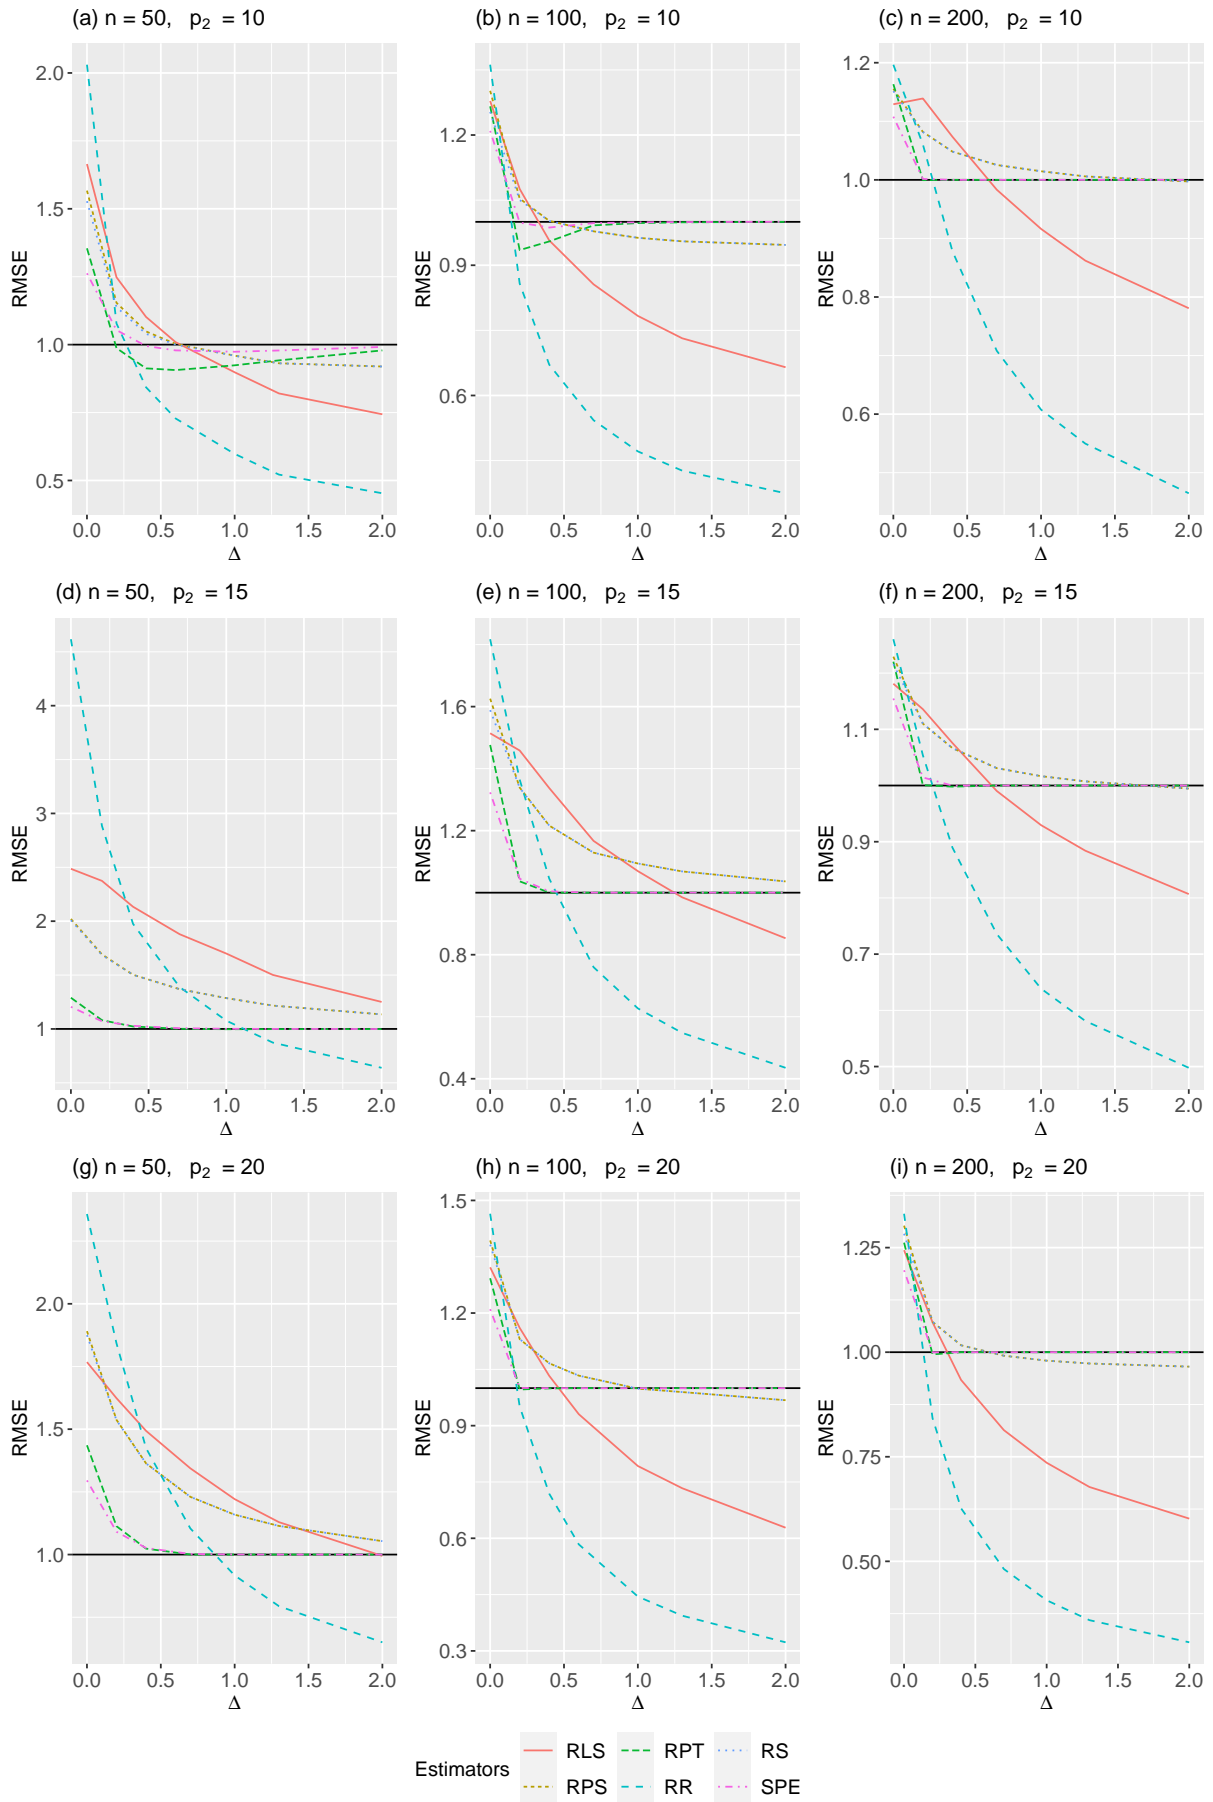 (a) n = 50, p₂ = 10
(b) n = 100, p₂ = 10
(c) n = 200, p₂ = 10
RMSE
2.0
1.5
1.0
0.5
0.0 0.5 1.0 1.5 2.0
Δ
RMSE
1.2
0.9
0.6
0.0 0.5 1.0 1.5 2.0
Δ
RMSE
1.2
1.0
0.8
0.6
0.0 0.5 1.0 1.5 2.0
Δ
(d) n = 50, p₂ = 15
(e) n = 100, p₂ = 15
(f) n = 200, p₂ = 15
RMSE
4
3
2
1
0.0 0.5 1.0 1.5 2.0
Δ
RMSE
1.6
1.2
0.8
0.4
0.0 0.5 1.0 1.5 2.0
Δ
RMSE
1.1
0.9
0.7
0.5
0.0 0.5 1.0 1.5 2.0
Δ
(g) n = 50, p₂ = 20
(h) n = 100, p₂ = 20
(i) n = 200, p₂ = 20
RMSE
2.0
1.5
1.0
0.0 0.5 1.0 1.5 2.0
Δ
RMSE
1.5
1.2
0.9
0.6
0.3
0.0 0.5 1.0 1.5 2.0
Δ
RMSE
1.25
1.00
0.75
0.50
0.0 0.5 1.0 1.5 2.0
Δ
Estimators
RLS RPT RS
RPS RR SPE